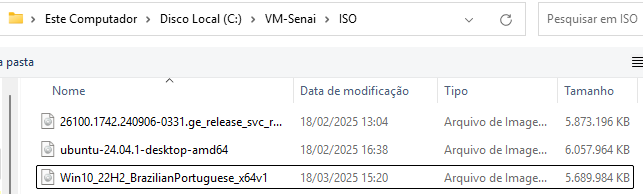 Este Computador > Disco Local (C:) > VM-Senai > ISO
Pesquisar em ISO
a pasta
Nome Data de modificação Tipo Tamanho
26100.1742.240906-0331.ge_release_svc_r... 18/02/2025 13:04 Arquivo de Image... 5.873.196 KB
ubuntu-24.04.1-desktop-amd64 18/02/2025 16:38 Arquivo de Image... 6.057.964 KB
Win10_22H2_BrazilianPortuguese_x64v1 18/03/2025 15:20 Arquivo de Image... 5.689.984 KB